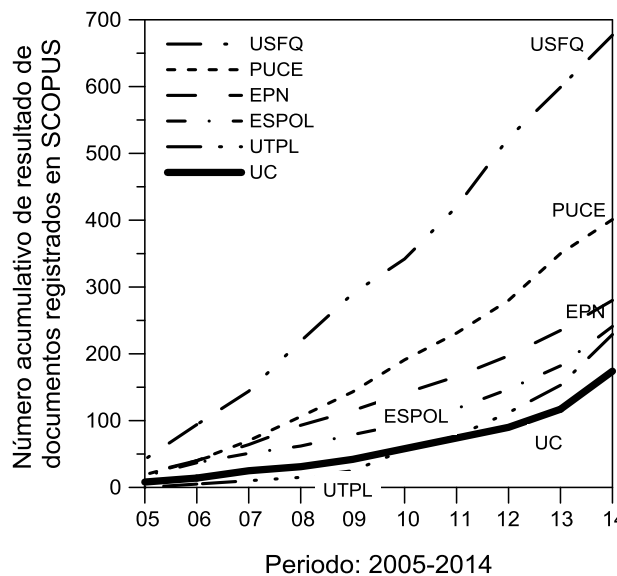 Número acumulativo de resultado de
documentos registrados en SCOPUS
700
600
500
400
300
200
100
0
USFQ
PUCE
EPN
ESPOL
UTPL
UC
USFQ
PUCE
EPN
ESPOL
UC
UTPL
05 06 07 08 09 10 11 12 13 14
Periodo: 2005-2014